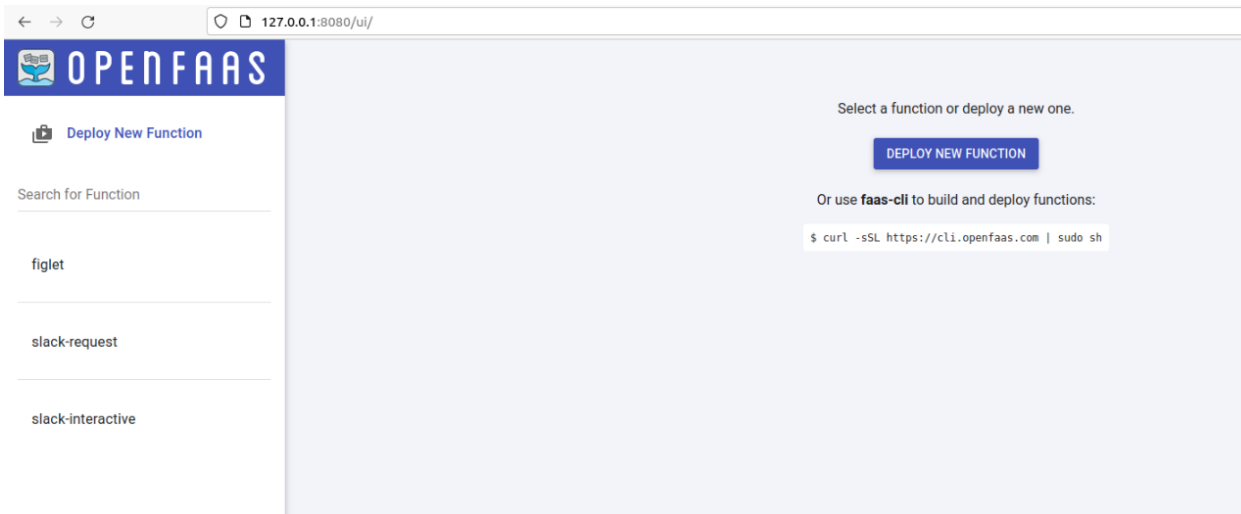 127.0.0.1:8080/ui/
OPENFAAS
Deploy New Function
Search for Function
figlet
slack-request
slack-interactive
Select a function or deploy a new one.
DEPLOY NEW FUNCTION
Or use faas-cli to build and deploy functions:
$ curl -sSL https://cli.openfaas.com | sudo sh